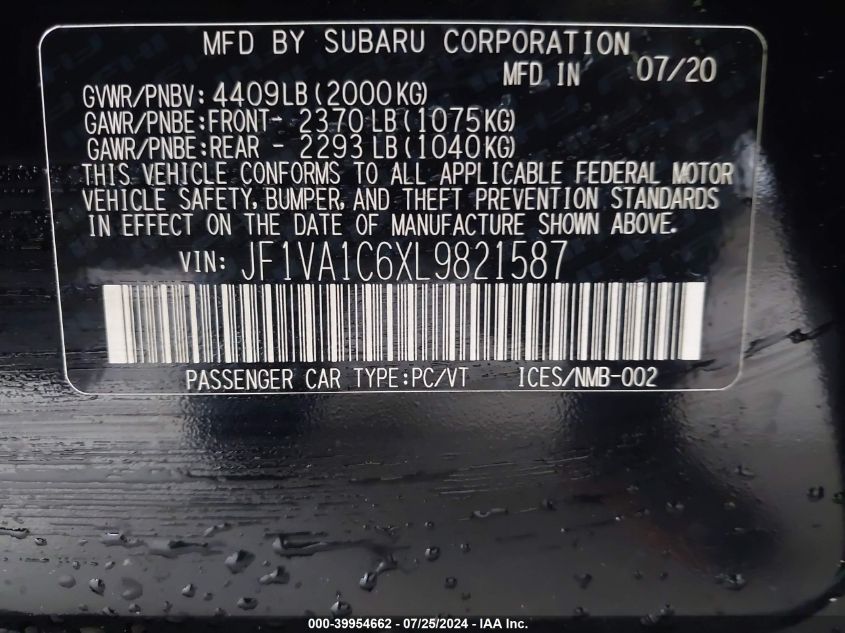 MFD BY SUBARU CORPORATION
MFD IN 07/20
GVWR/PNBV: 4409LB(2000KG)
GAWR/PNBE:FRONT- 2370 LB(1075KG)
GAWR/PNBE:REAR - 2293 LB(1040KG)
THIS VEHICLE CONFORMS TO ALL APPLICABLE FEDERAL MOTOR
VEHICLE SAFETY, BUMPER, AND THEFT PREVENTION STANDARDS
IN EFFECT ON THE DATE OF MANUFACTURE SHOWN ABOVE.
VIN: JF1VA1C6XL9821587
PASSENGER CAR TYPE:PC/VT ICES/NMB-002
000-39954662 - 07/25/2024 - IAA Inc.